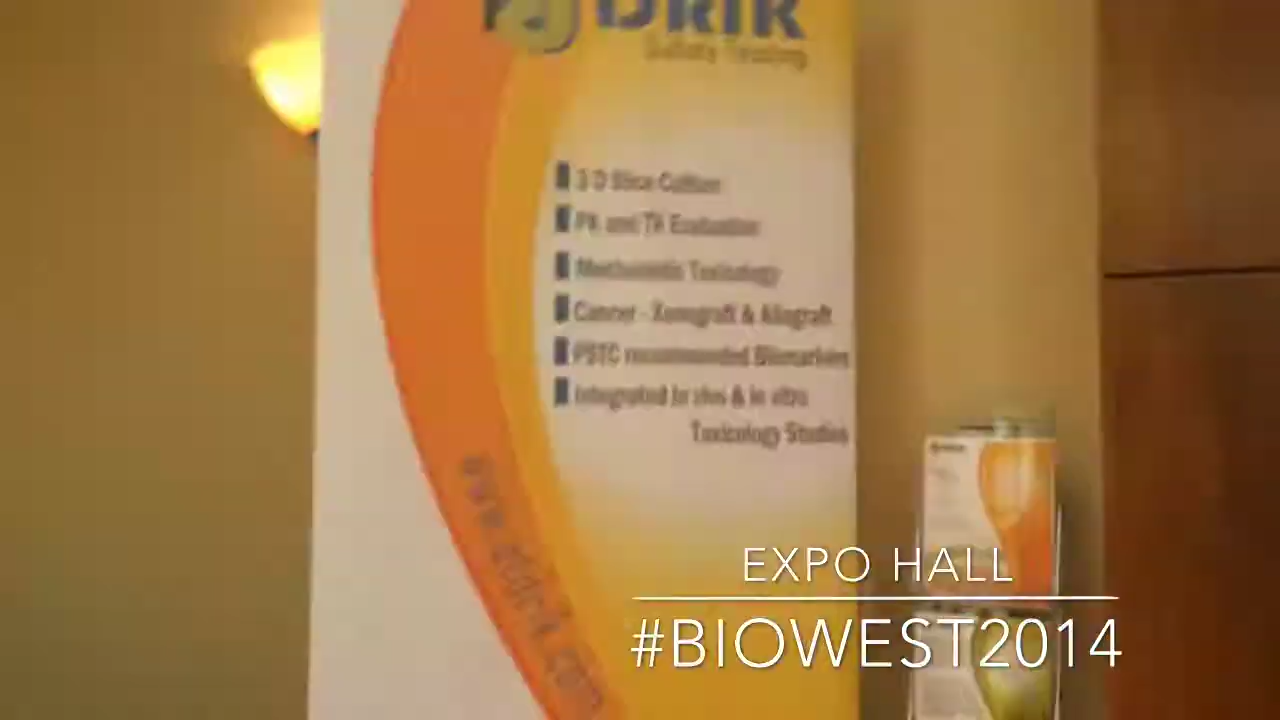 DRIK
Safety Testing
3 D Slice Culture
PK and TK Evaluation
Mechanistic Toxicology
Cancer - Xenograft & Allograft
PSTC recommended Biomarkers
Integrated In vivo & In vitro
Toxicology Studies
EXPO HALL
#BIOWEST2014